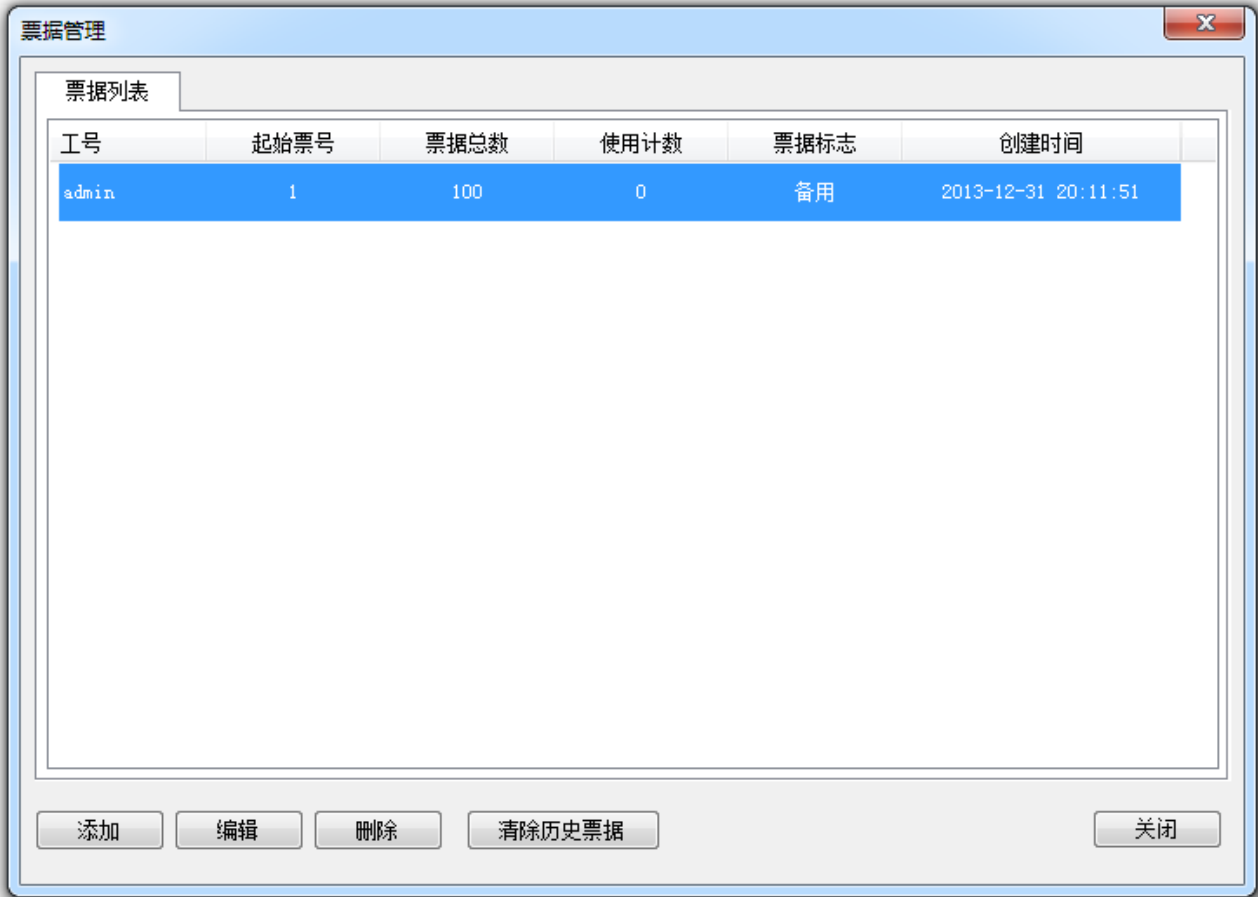 票据管理
票据列表
工号 起始票号 票据总数 使用计数 票据标志 创建时间
admin 1 100 0 备用 2013-12-31 20:11:51
添加 编辑 删除 清除历史票据 关闭